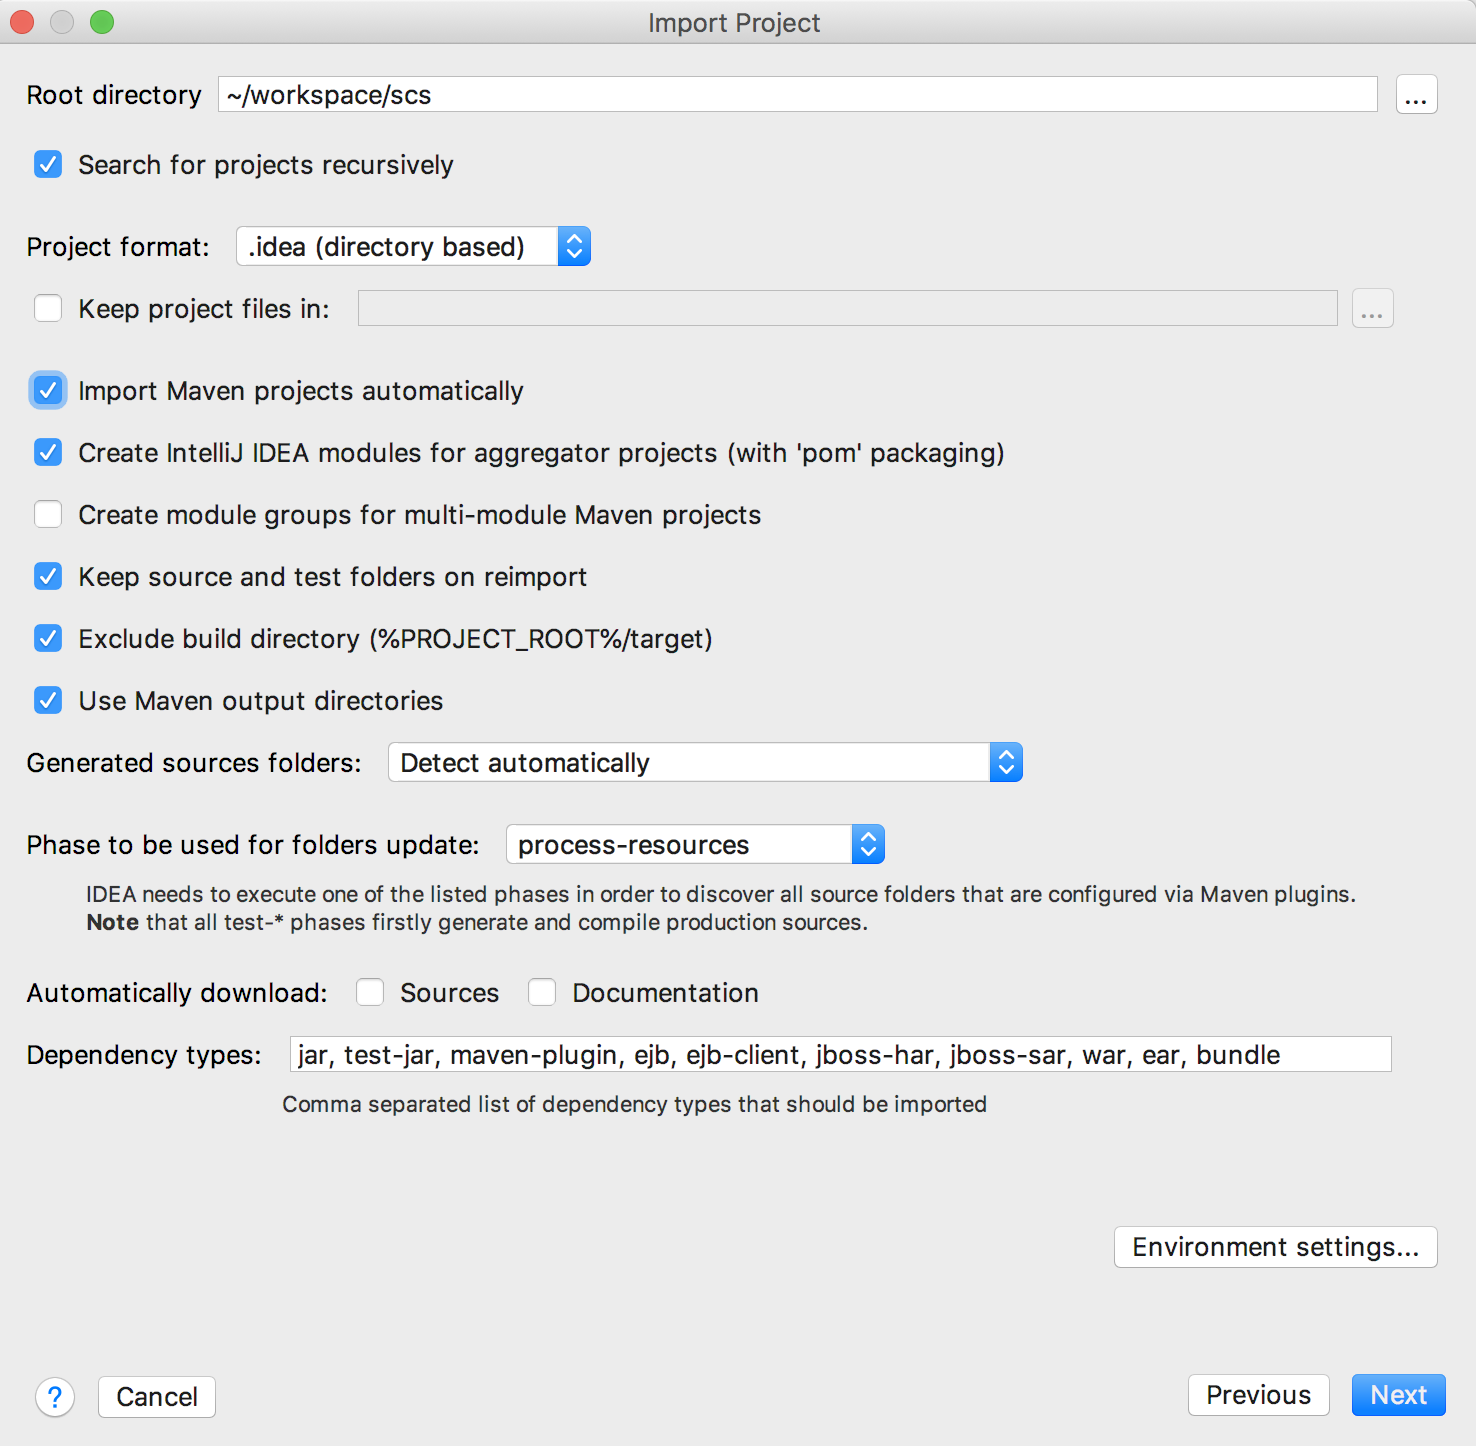 Import Project
Root directory ~/workspace/scs ...
Search for projects recursively
Project format: .idea (directory based)
Keep project files in: ...
Import Maven projects automatically
Create IntelliJ IDEA modules for aggregator projects (with 'pom' packaging)
Create module groups for multi-module Maven projects
Keep source and test folders on reimport
Exclude build directory (%PROJECT_ROOT%/target)
Use Maven output directories
Generated sources folders: Detect automatically
Phase to be used for folders update: process-resources
IDEA needs to execute one of the listed phases in order to discover all source folders that are configured via Maven plugins.
Note that all test-* phases firstly generate and compile production sources.
Automatically download: Sources Documentation
Dependency types: jar, test-jar, maven-plugin, ejb, ejb-client, jboss-har, jboss-sar, war, ear, bundle
Comma separated list of dependency types that should be imported
Environment settings...
? Cancel Previous Next